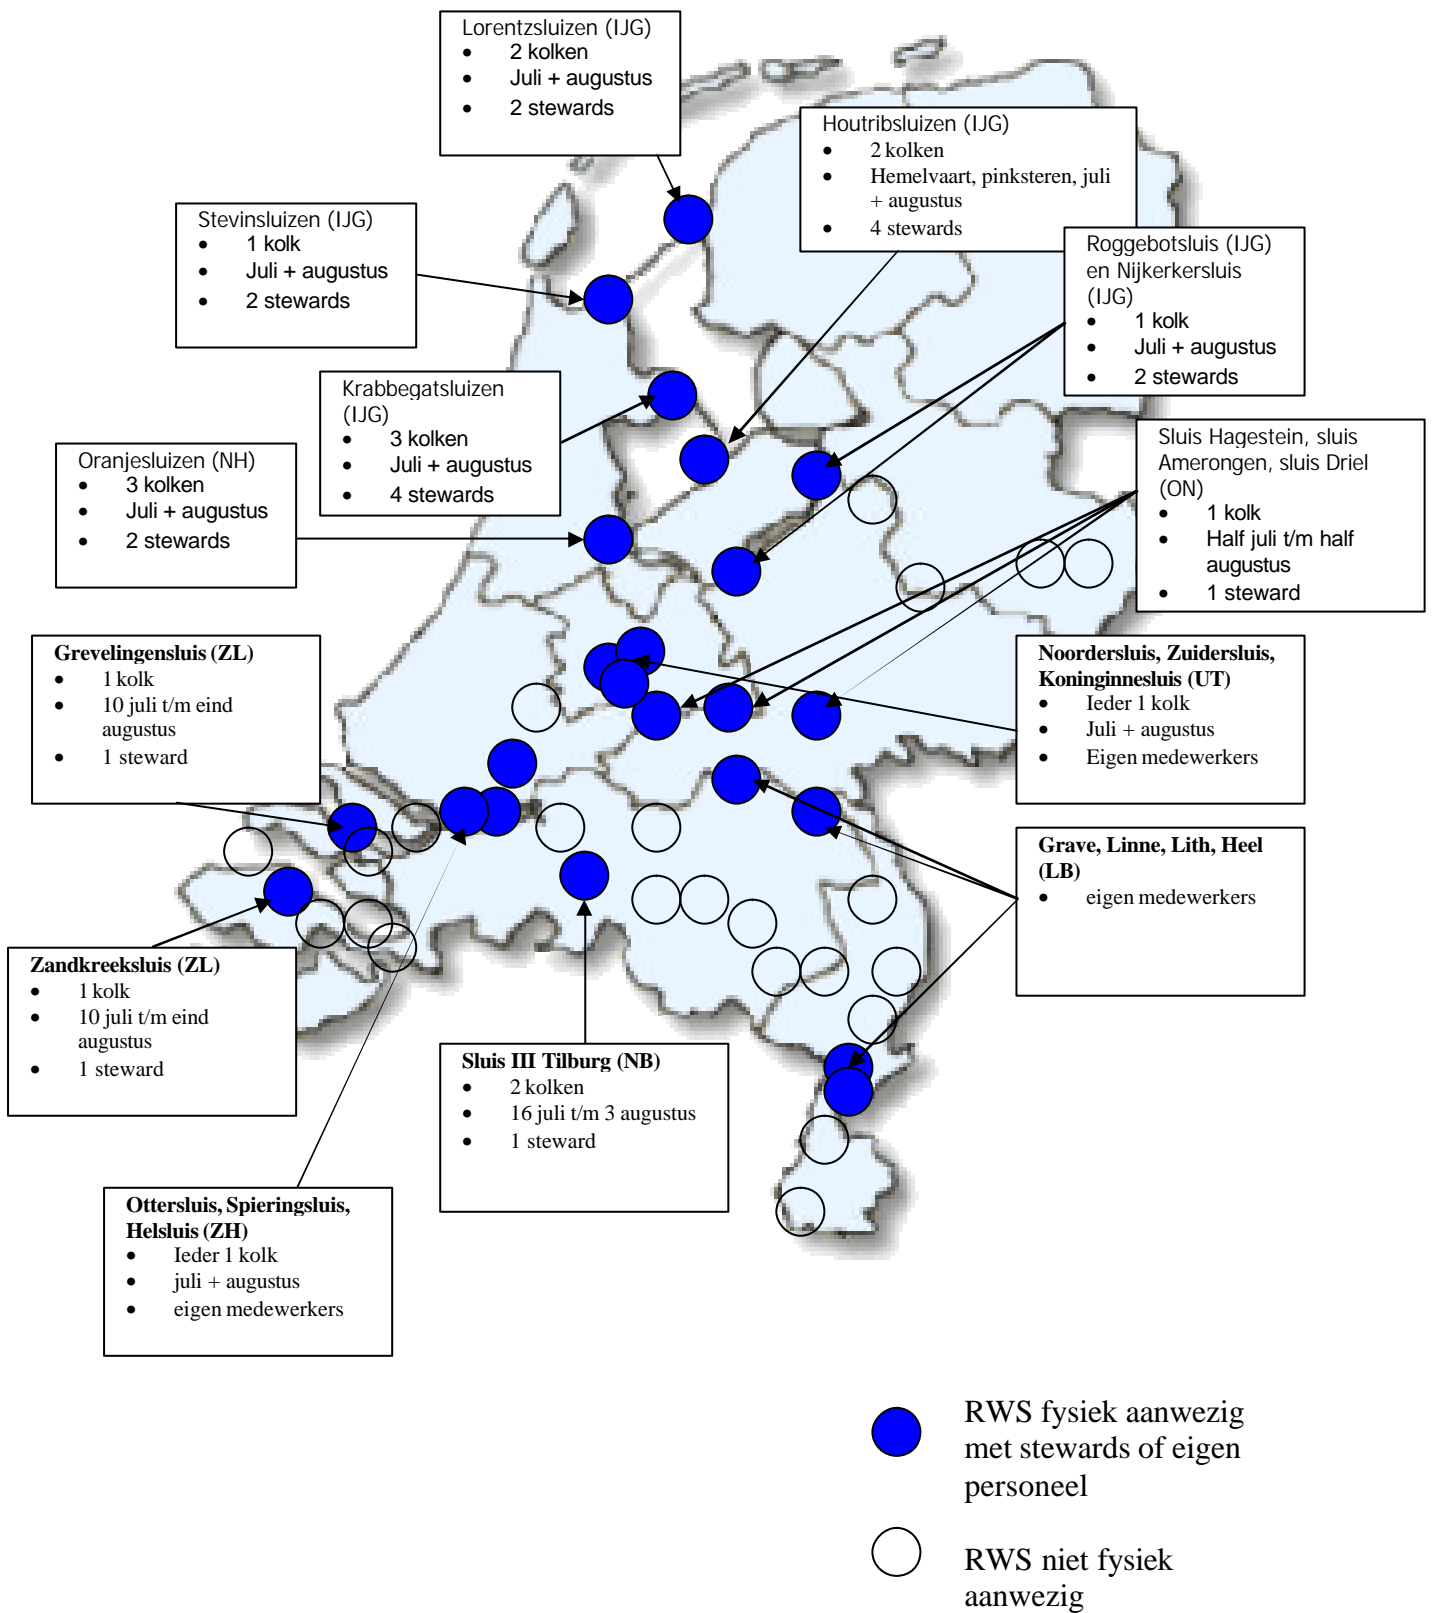 Lorentzsluizen (IJG)
• 2 kolken
• Juli + augustus
• 2 stewards
Houtribsluizen (IJG)
• 2 kolken
• Hemelvaart, pinksteren, juli
+ augustus
• 4 stewards
Stevinsluizen (IJG)
• 1 kolk
• Juli + augustus
• 2 stewards
Roggebotsluis (IJG)
en Nijkerkersluis
(IJG)
• 1 kolk
• Juli + augustus
• 2 stewards
Krabbegatsluizen
(IJG)
• 3 kolken
• Juli + augustus
• 4 stewards
Sluis Hagestein, sluis
Amerongen, sluis Driel
(ON)
• 1 kolk
• Half juli t/m half
augustus
• 1 steward
Oranjesluizen (NH)
• 3 kolken
• Juli + augustus
• 2 stewards
Grevelingensluis (ZL)
• 1 kolk
• 10 juli t/m eind
augustus
• 1 steward
Noordersluis, Zuidersluis,
Koninginnesluis (UT)
• Ieder 1 kolk
• Juli + augustus
• Eigen medewerkers
Grave, Linne, Lith, Heel
(LB)
• eigen medewerkers
Zandkreeksluis (ZL)
• 1 kolk
• 10 juli t/m eind
augustus
• 1 steward
Sluis III Tilburg (NB)
• 2 kolken
• 16 juli t/m 3 augustus
• 1 steward
Ottersluis, Spieringsluis,
Helsluis (ZH)
• Ieder 1 kolk
• juli + augustus
• eigen medewerkers
RWS fysiek aanwezig
met stewards of eigen
personeel
RWS niet fysiek
aanwezig